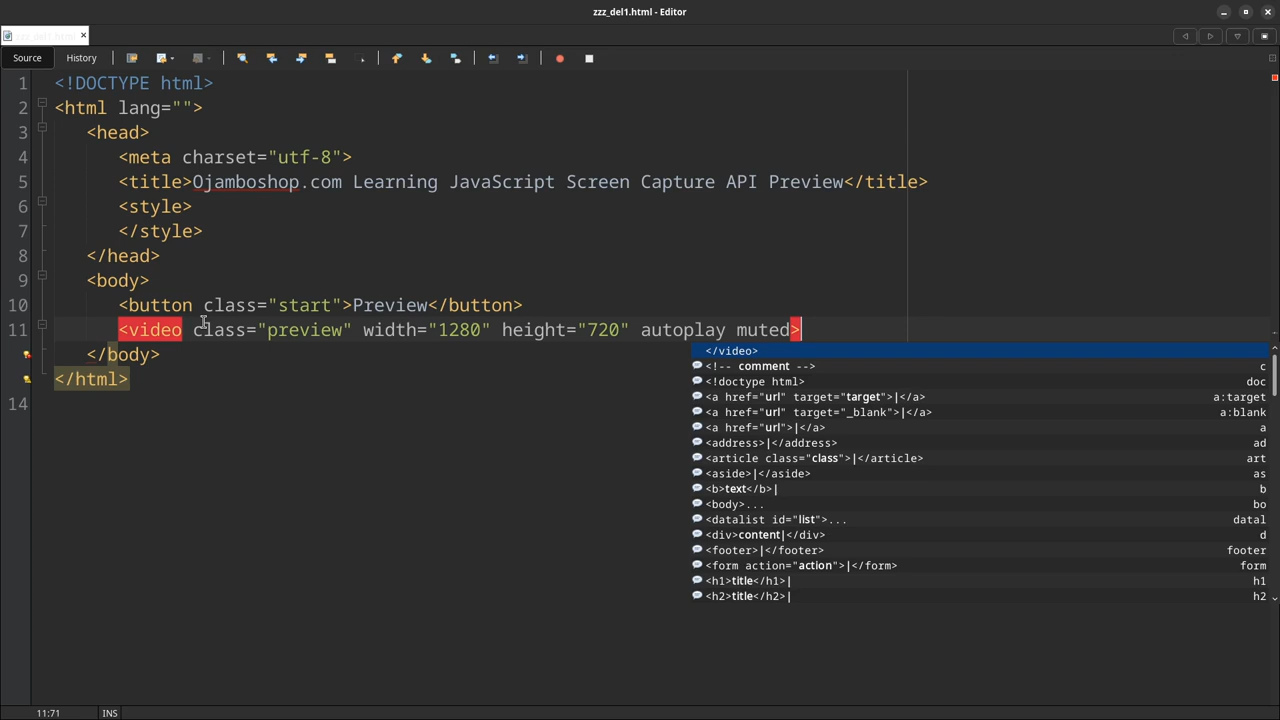 zzz_del1.html - Editor
zzz_del1.html
Source History
1 <!DOCTYPE html>
2 <html lang="">
3 <head>
4 <meta charset="utf-8">
5 <title>Ojamboshop.com Learning JavaScript Screen Capture API Preview</title>
6 <style>
7 </style>
8 </head>
9 <body>
10 <button class="start">Preview</button>
11 <video class="preview" width="1280" height="720" autoplay muted>
</body>
</html>
14
</video>
<!-- comment --> c
<!doctype html> doc
<a href="url" target="target">|</a> a:target
<a href="url" target="_blank">|</a> a:blank
<a href="url">|</a> a
<address>|</address> ad
<article class="class">|</article> art
<aside>|</aside> as
<b>text</b>| b
<body>... bo
<datalist id="list">... datal
<div>content|</div> d
<footer>|</footer> footer
<form action="action">|</form> form
<h1>title</h1>| h1
<h2>title</h2>| h2
11:71 INS